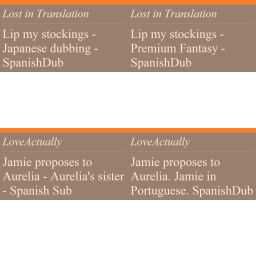 Lost in Translation
Lip my stockings -
Japanese dubbing -
SpanishDub
Lost in Translation
Lip my stockings -
Premium Fantasy -
SpanishDub
LoveActually
Jamie proposes to
Aurelia - Aurelia's sister
- Spanish Sub
LoveActually
Jamie proposes to
Aurelia. Jamie in
Portuguese. SpanishDub